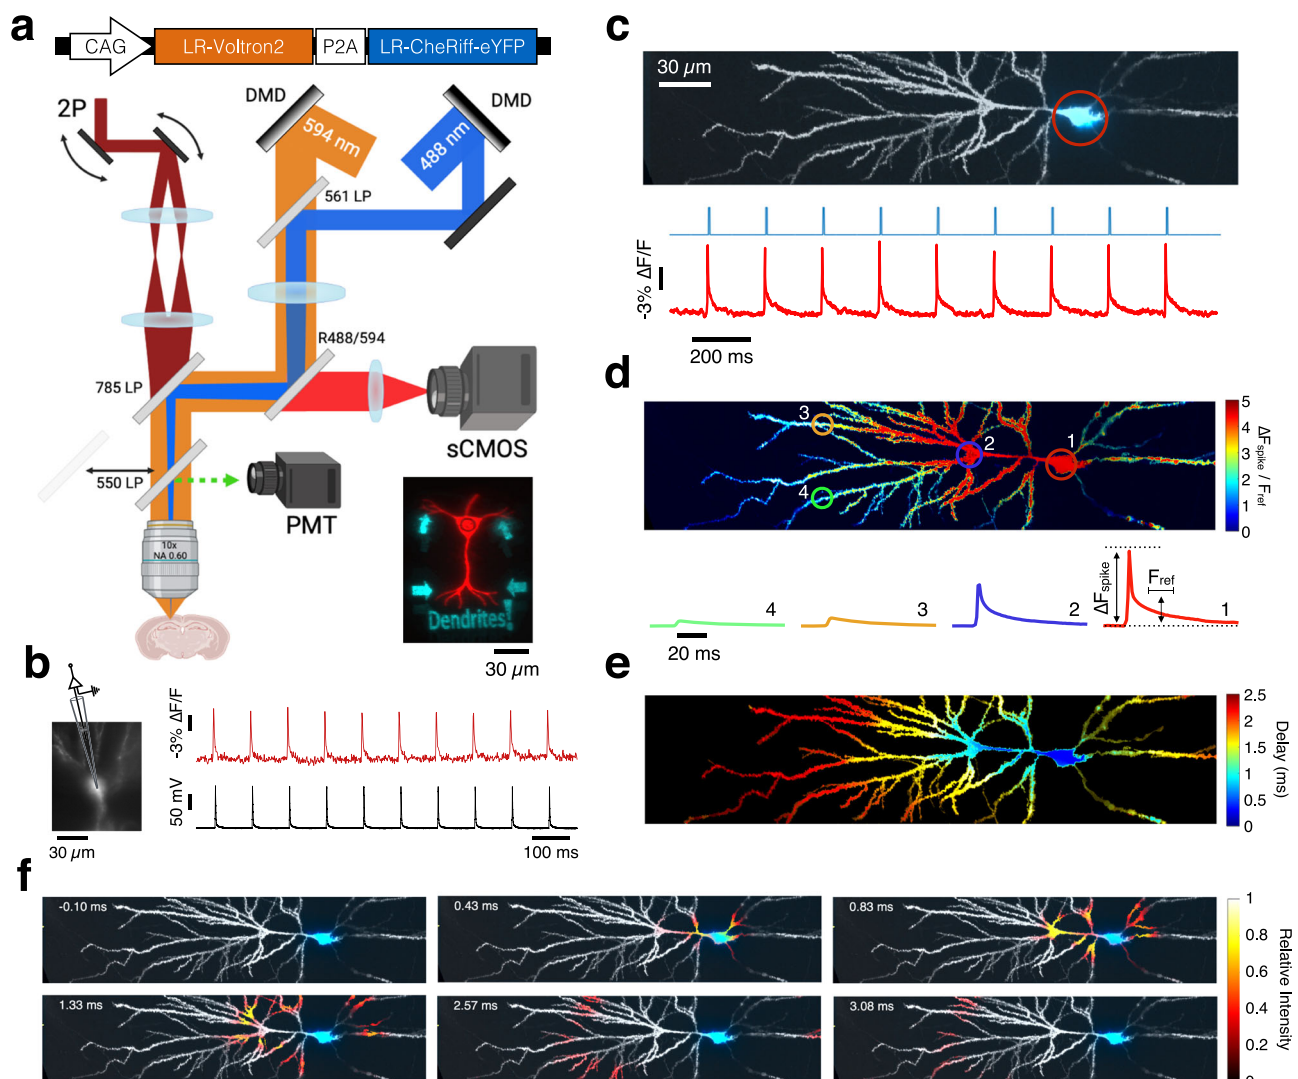 a
CAG
LR-Voltron2
P2A
LR-CheRiff-eYFP
2P
DMD
DMD
594 nm
488 nm
561 LP
R488/594
785 LP
sCMOS
550 LP
PMT
10x
NA 0.60
Dendrites!
30 µm
b
-3% ΔF/F
50 mV
30 µm
100 ms
c
30 µm
-3% ΔF/F
200 ms
d
3
2
1
4
5
4
3
2
1
0
ΔFspike / Fref
4
3
2
1
ΔFspike
Fref
20 ms
e
2.5
2
1.5
1
0.5
0
Delay (ms)
f
-0.10 ms
0.43 ms
0.83 ms
1.33 ms
2.57 ms
3.08 ms
1
0.8
0.6
0.4
0.2
0
Relative Intensity